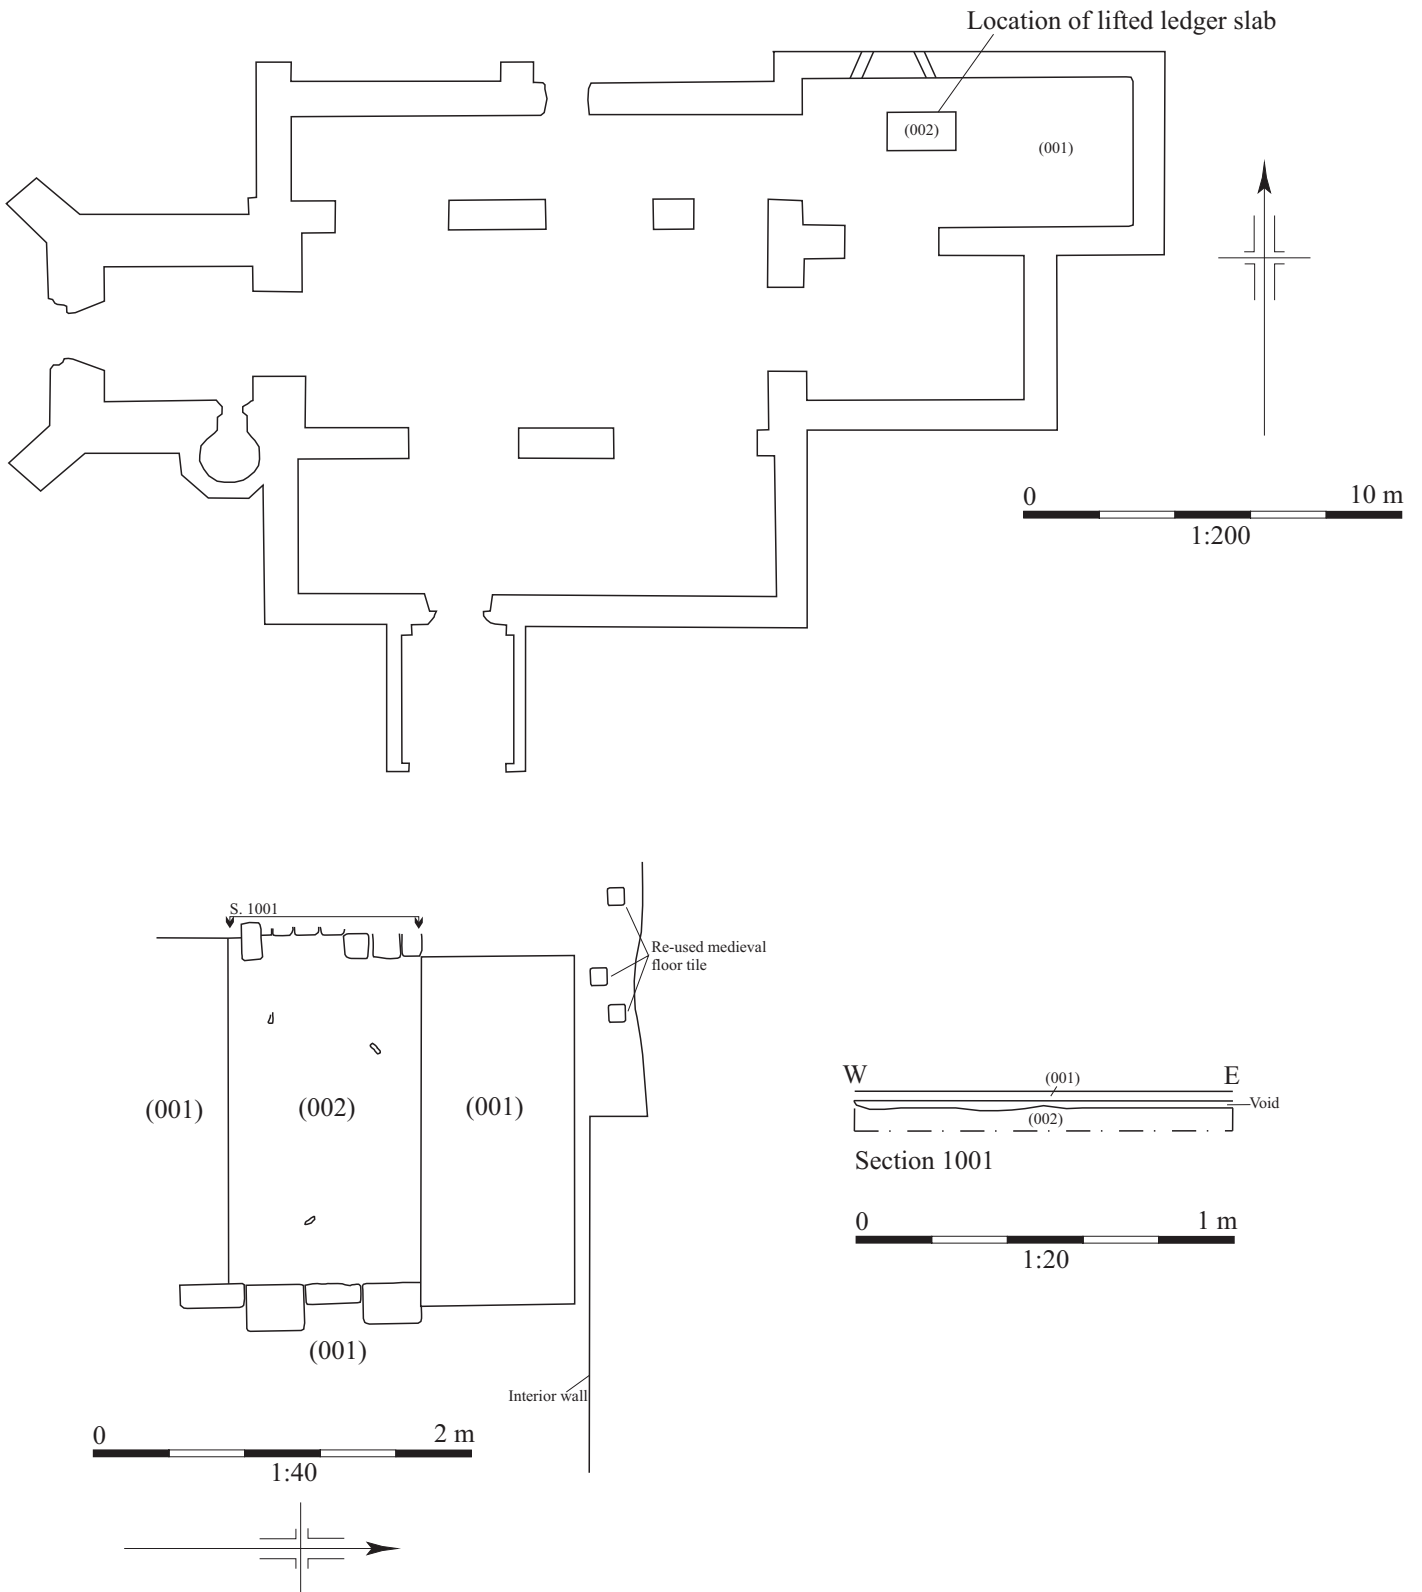 Location of lifted ledger slab
(002)
(001)
0 10 m
1:200
S. 1001
Re-used medieval
floor tile
(001)
(002)
(001)
(001)
Interior wall
0 2 m
1:40
W E
(001)
Void
(002)
Section 1001
0 1 m
1:20